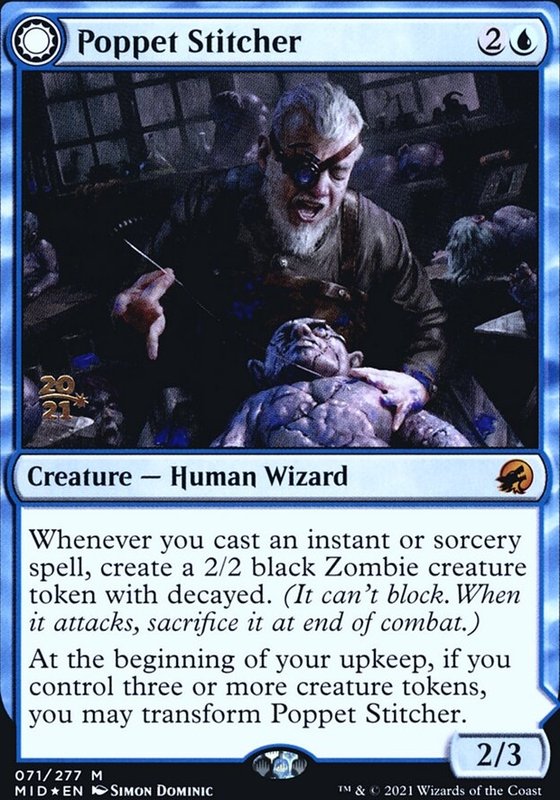 Poppet Stitcher 2
20
21
Creature — Human Wizard
Whenever you cast an instant or sorcery
spell, create a 2/2 black Zombie creature
token with decayed. (It can't block. When
it attacks, sacrifice it at end of combat.)
At the beginning of your upkeep, if you
control three or more creature tokens,
you may transform Poppet Stitcher.
2/3
071/277 M
MID★EN Simon Dominic
™ & © 2021 Wizards of the Coast